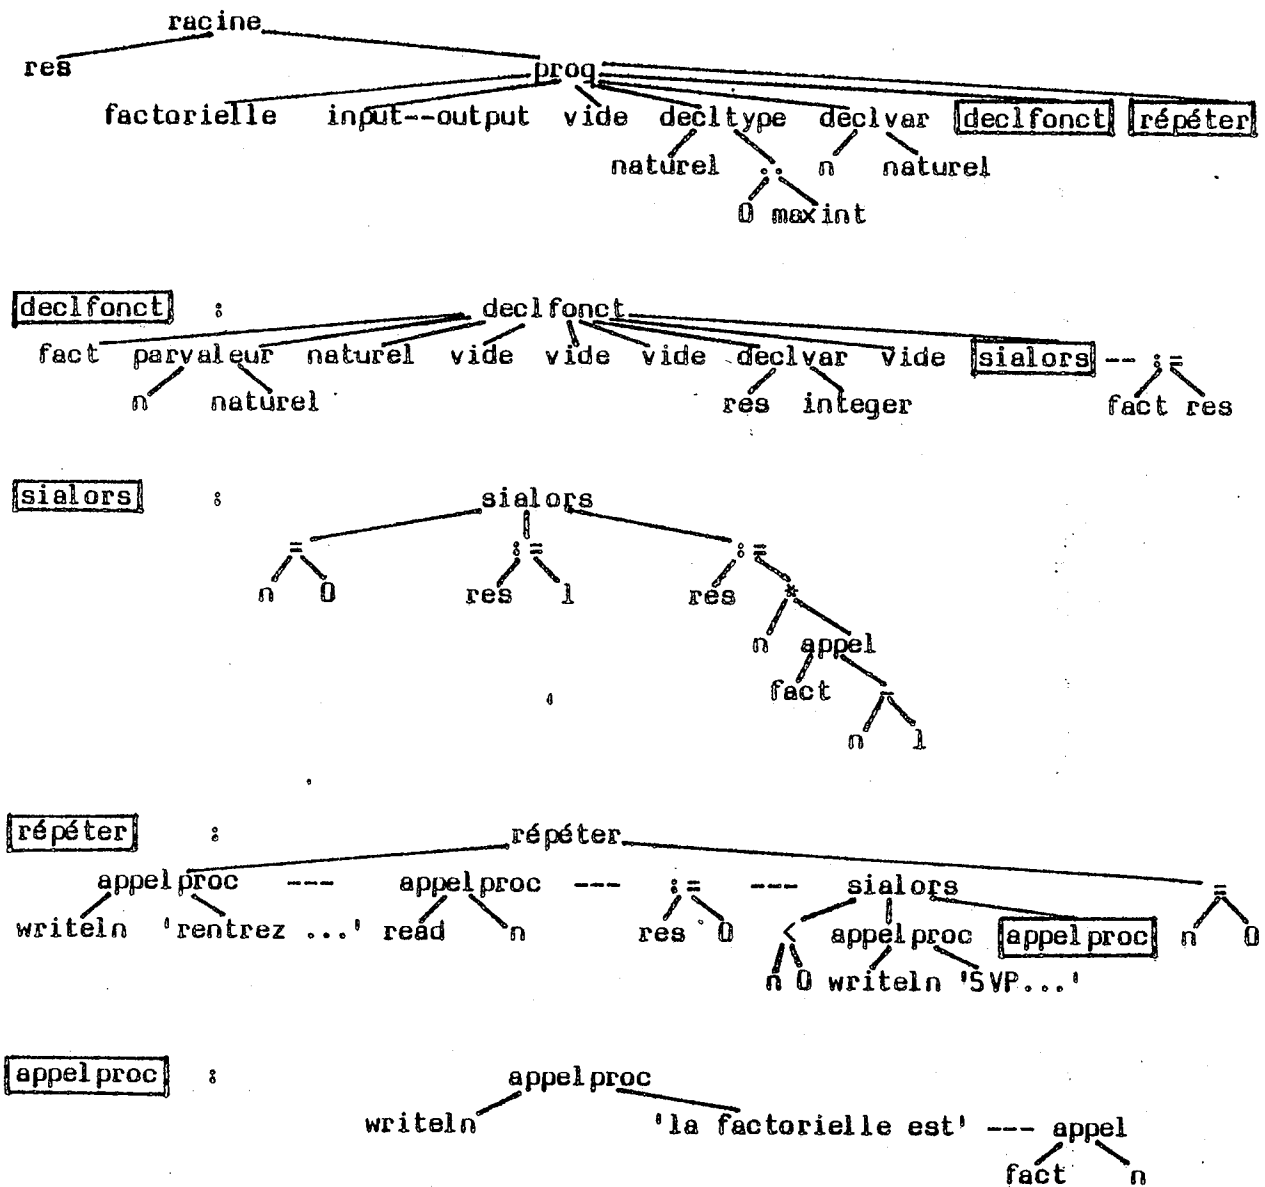 racine
res prog
factorielle input--output vide decltype declvar declfonct répéter
naturel : n naturel
0 maxint
declfonct : declfonct
fact parvaleur naturel vide vide vide declvar vide sialors -- :=
n naturel res integer fact res
sialors : sialors
= := :=
n 0 res 1 res *
n appel
fact -
n 1
répéter : répéter
appelproc --- appelproc --- := --- sialors =
writeln 'rentrez ...' read n res 0 < appelproc appelproc n 0
n 0 writeln 'SVP...'
appelproc : appelproc
writeln 'la factorielle est' --- appel
fact n